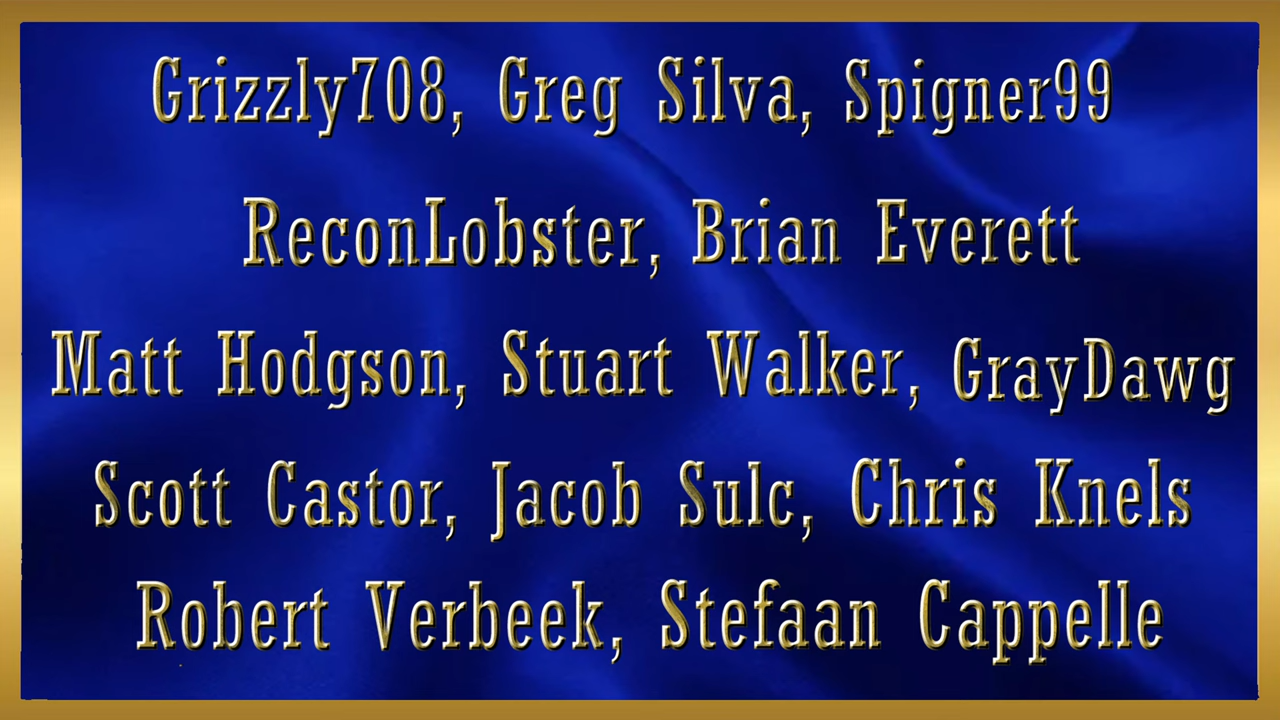 Grizzly708, Greg Silva, Spigner99
ReconLobster, Brian Everett
Matt Hodgson, Stuart Walker, GrayDawg
Scott Castor, Jacob Sulc, Chris Knels
Robert Verbeek, Stefaan Cappelle